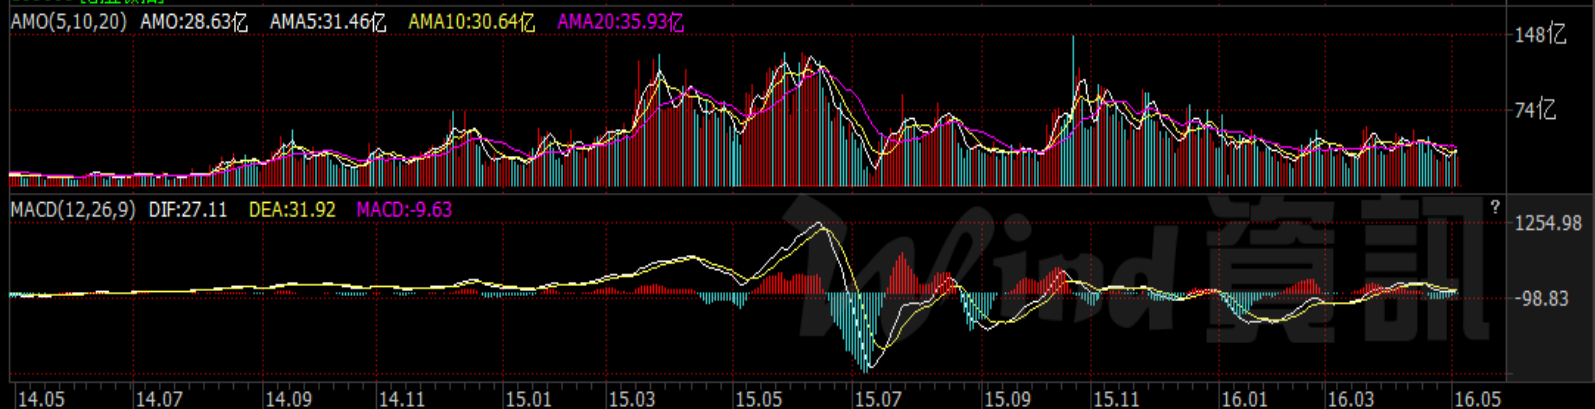 AMO(5,10,20) AMO:28.63亿 AMA5:31.46亿 AMA10:30.64亿 AMA20:35.93亿
148亿
74亿
MACD(12,26,9) DIF:27.11 DEA:31.92 MACD:-9.63 ?
1254.98
-98.83
Wind 資訊
14.05 14.07 14.09 14.11 15.01 15.03 15.05 15.07 15.09 15.11 16.01 16.03 16.05